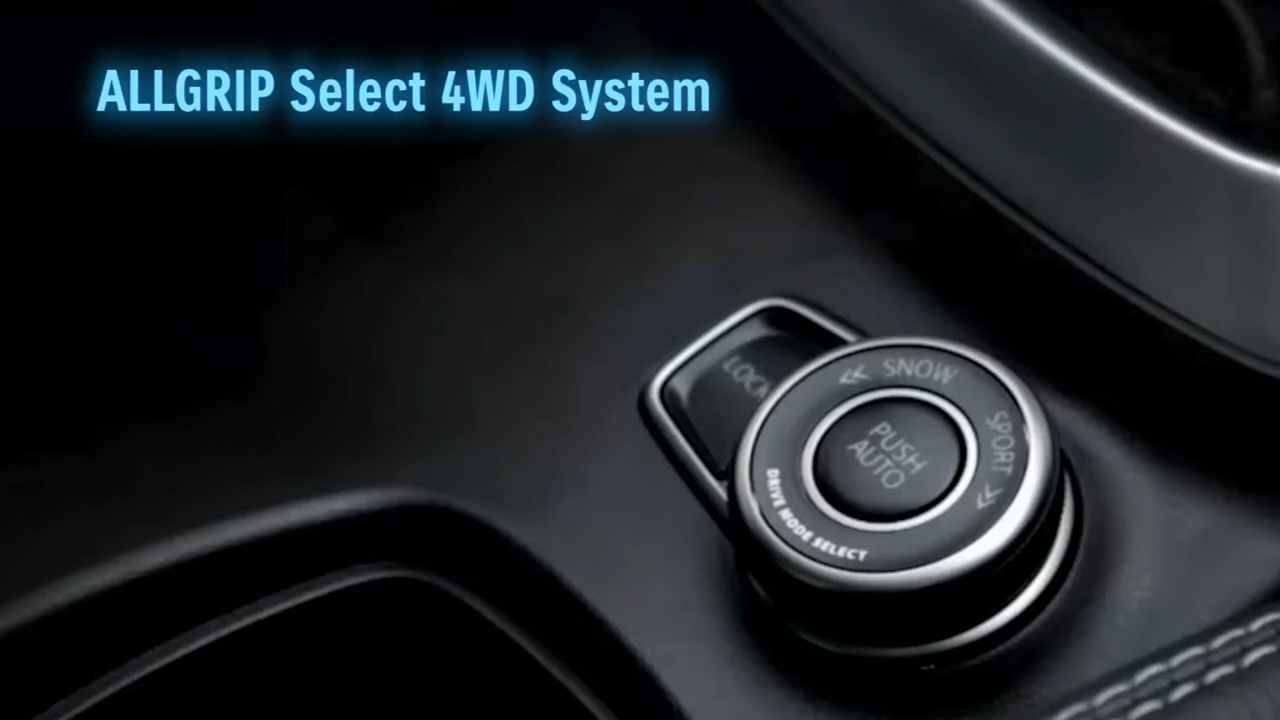 ALLGRIP Select 4WD System
LOCK
<< SNOW
SPORT >>
PUSH
AUTO
DRIVE MODE SELECT